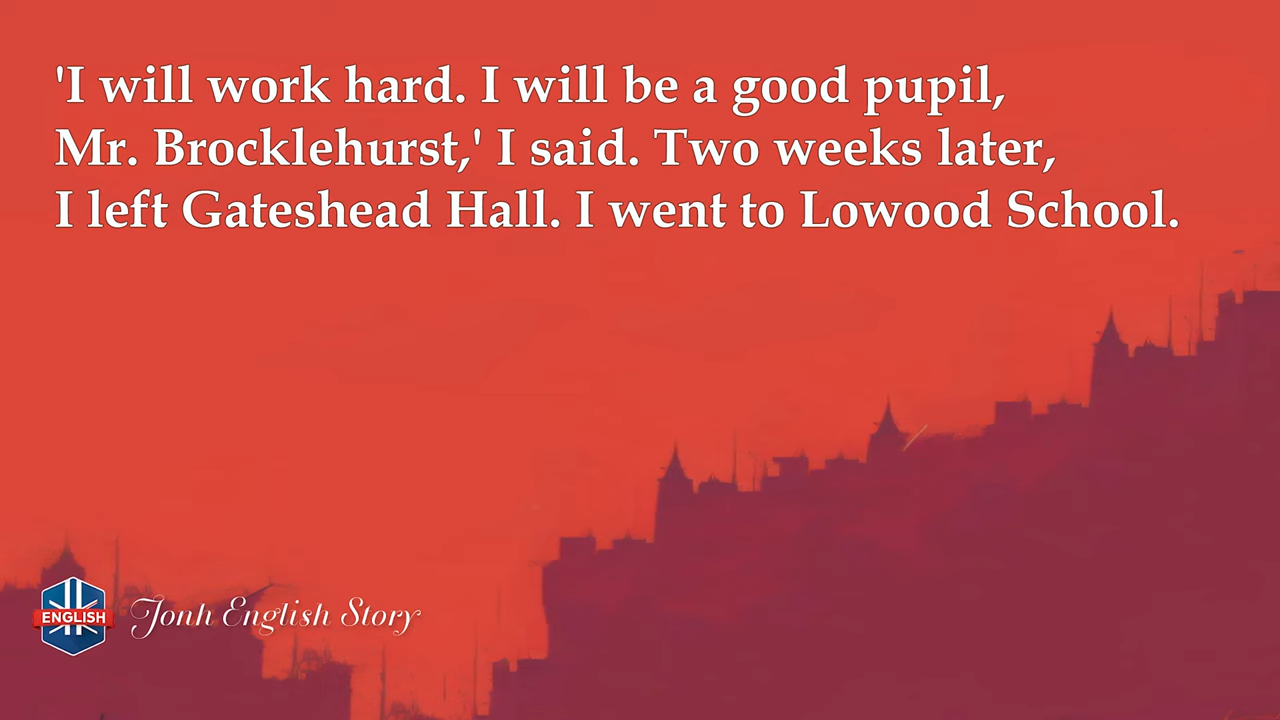 'I will work hard. I will be a good pupil,
Mr. Brocklehurst,' I said. Two weeks later,
I left Gateshead Hall. I went to Lowood School.
ENGLISH
Jonh English Story